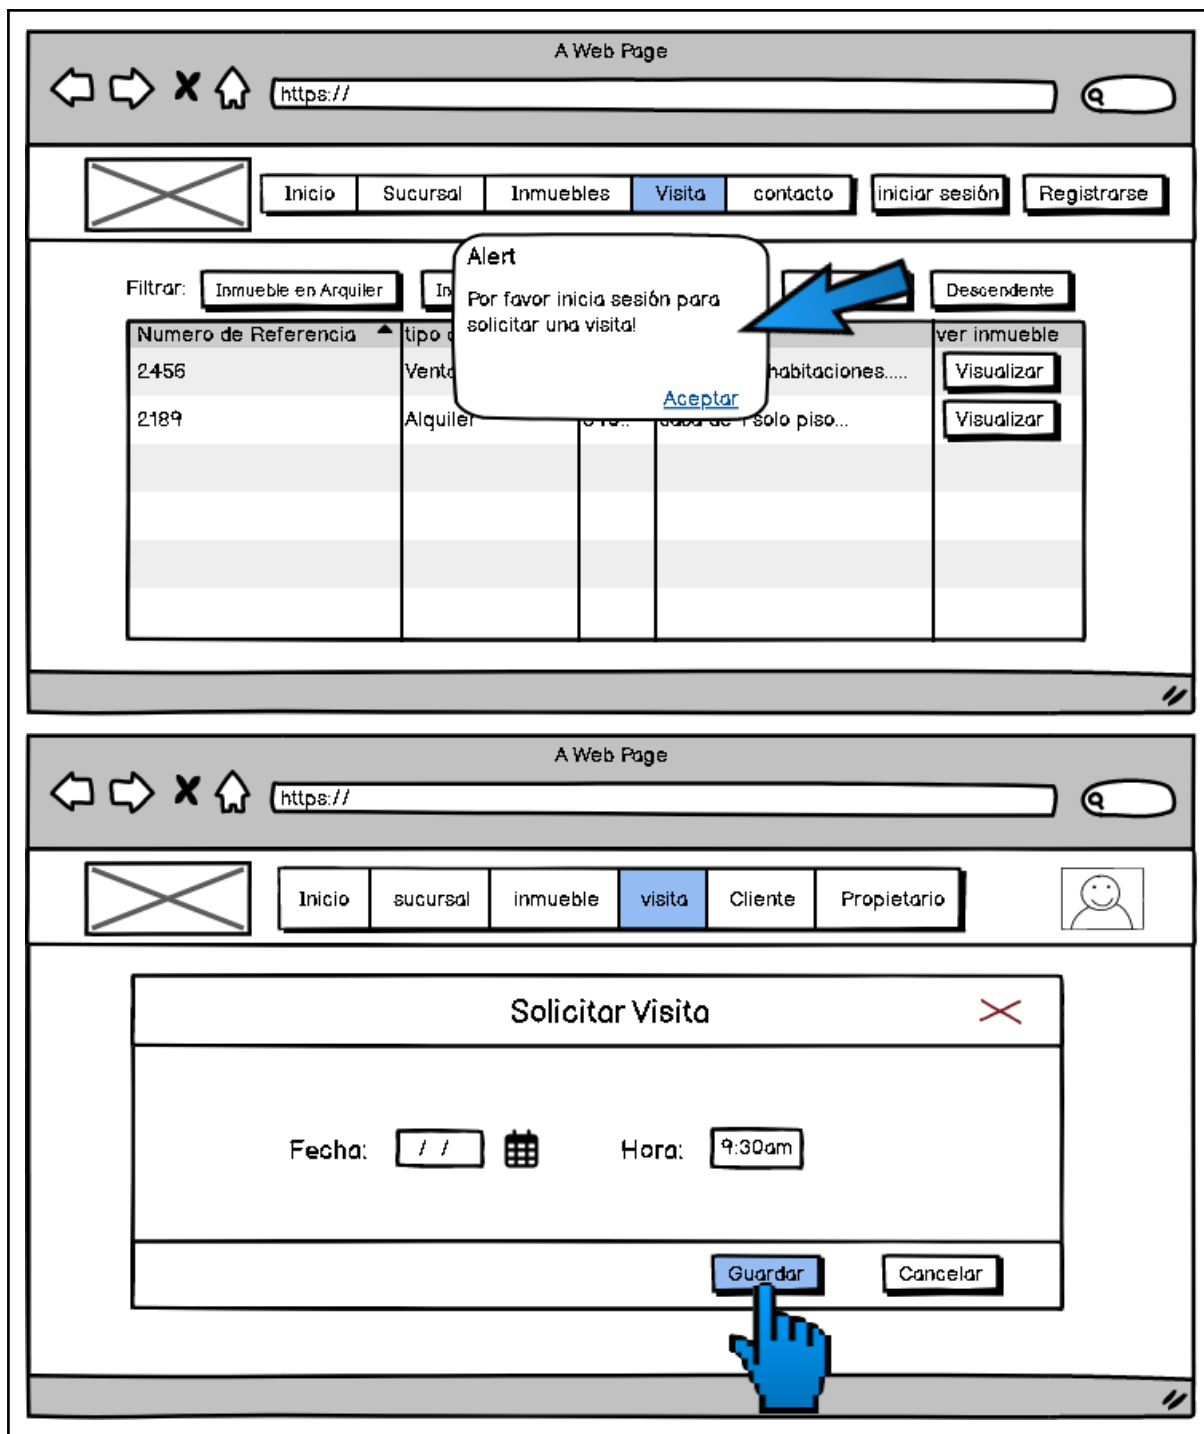 A Web Page
https://
Inicio Sucursal Inmuebles Visita contacto iniciar sesión Registrarse
Alert
Por favor inicia sesión para
solicitar una visita!
Aceptar
Filtrar: Inmueble en Arquiler Descendente
Numero de Referencia tipo ver inmueble
2456 Venta habitaciones..... Visualizar
2189 Alquiler solo piso... Visualizar
A Web Page
https://
Inicio sucursal inmueble visita Cliente Propietario
Solicitar Visita
Fecha: / / Hora: 9:30am
Guardar Cancelar